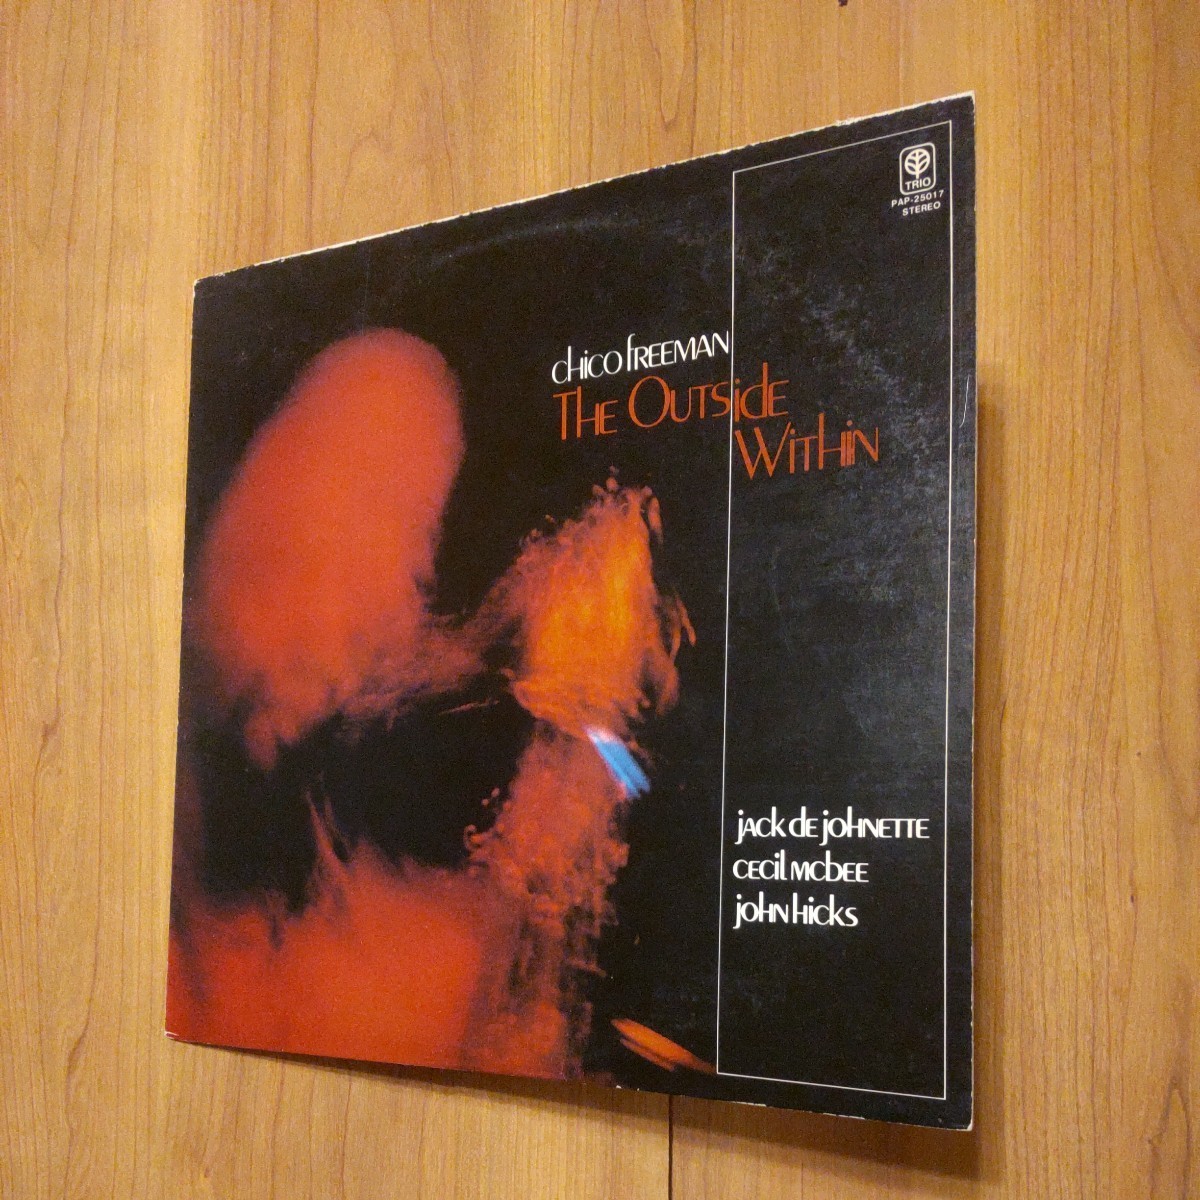 TRIO
PAP-25017
STEREO
chico FREEMAN
The Outside
Within
jack de johnette
cecil mcbee
john hicks